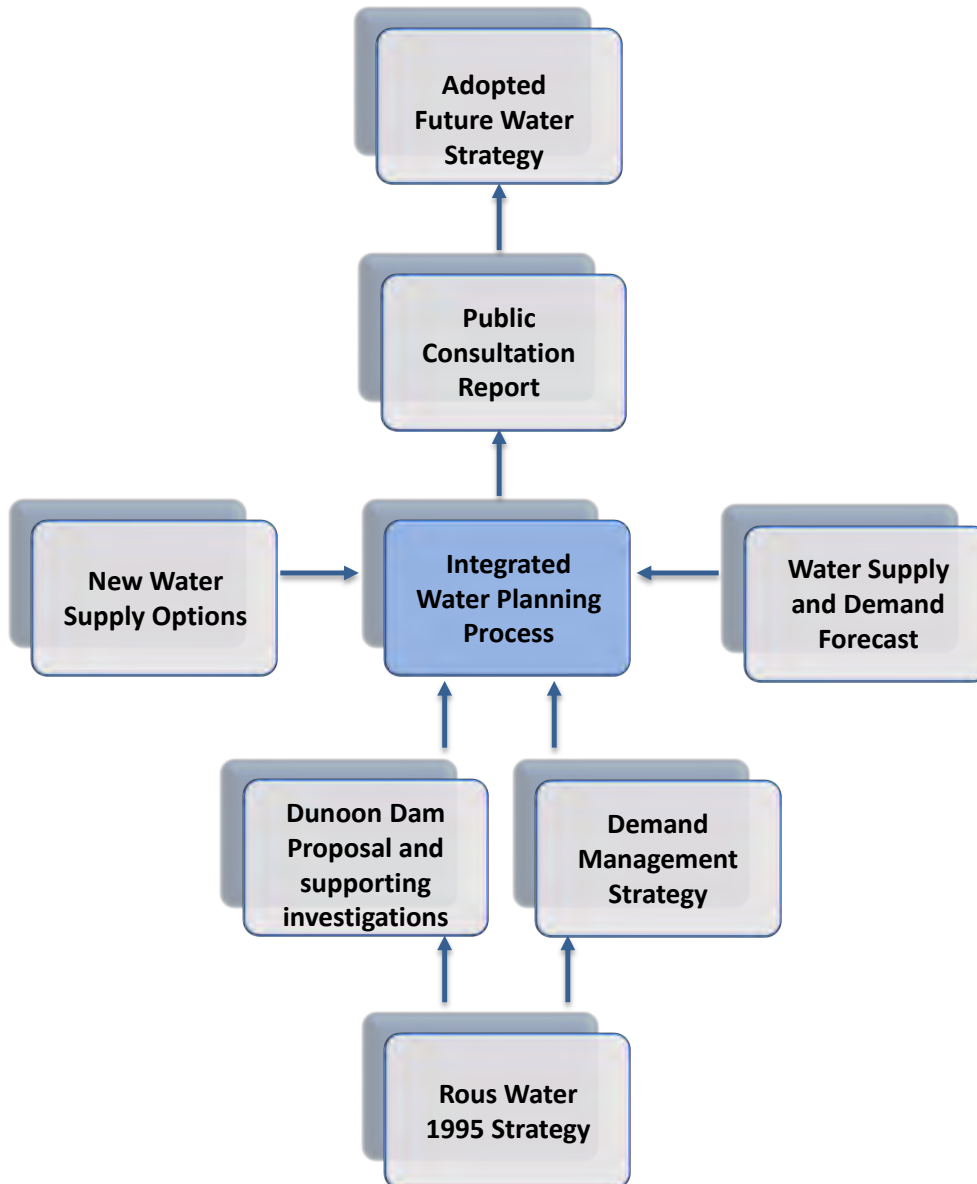 Adopted
Future Water
Strategy
Public
Consultation
Report
New Water
Supply Options
Integrated
Water Planning
Process
Water Supply
and Demand
Forecast
Dunoon Dam
Proposal and
supporting
investigations
Demand
Management
Strategy
Rous Water
1995 Strategy